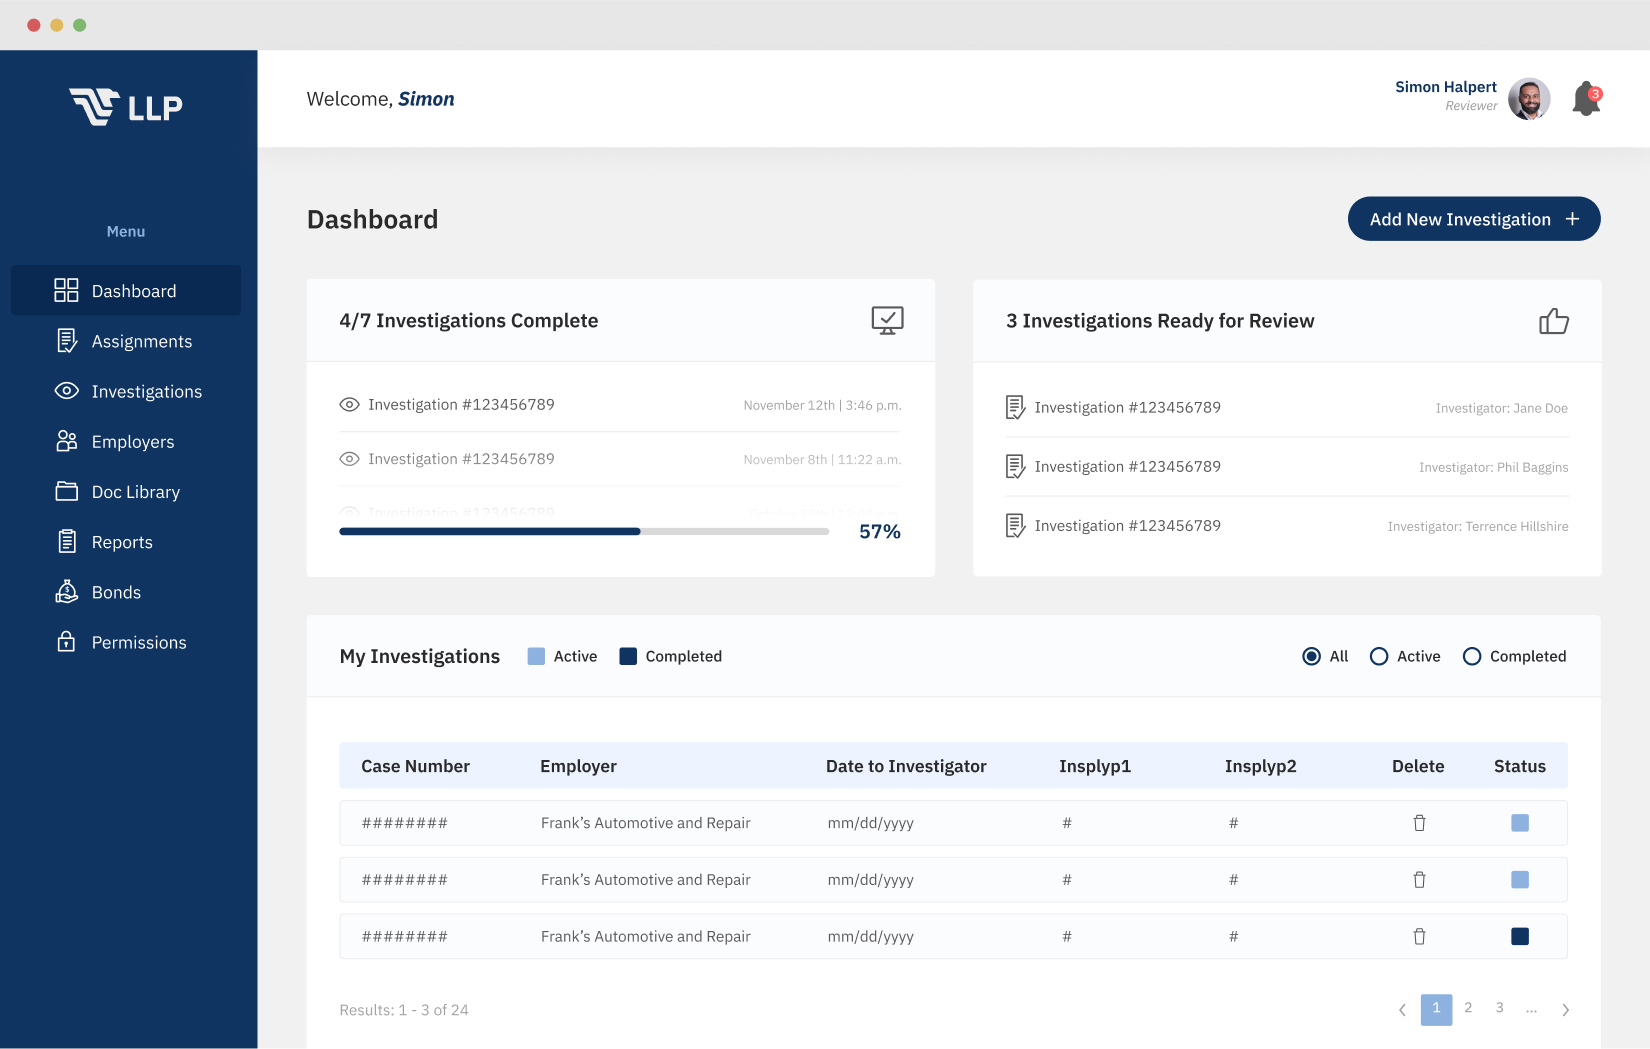 LLP
Menu
Dashboard
Assignments
Investigations
Employers
Doc Library
Reports
Bonds
Permissions
Welcome, Simon
Simon Halpert
Reviewer
3
Dashboard
Add New Investigation +
4/7 Investigations Complete
Investigation #123456789 November 12th | 3:46 p.m.
Investigation #123456789 November 8th | 11:22 a.m.
Investigation #123456789
57%
3 Investigations Ready for Review
Investigation #123456789 Investigator: Jane Doe
Investigation #123456789 Investigator: Phil Baggins
Investigation #123456789 Investigator: Terrence Hillshire
My Investigations Active Completed All Active Completed
Case Number Employer Date to Investigator Insplyp1 Insplyp2 Delete Status
######## Frank’s Automotive and Repair mm/dd/yyyy # #
######## Frank’s Automotive and Repair mm/dd/yyyy # #
######## Frank’s Automotive and Repair mm/dd/yyyy # #
Results: 1 - 3 of 24 < 1 2 3 ... >